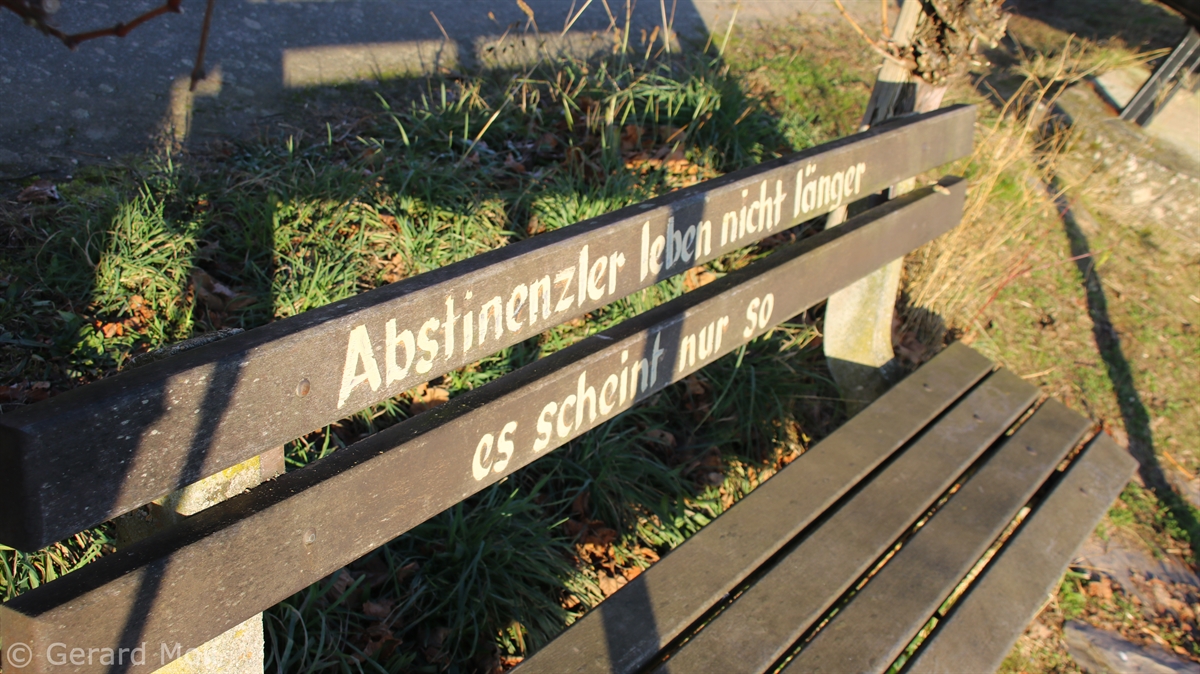 Abstinenzler leben nicht länger
es scheint nur so
© Gerard